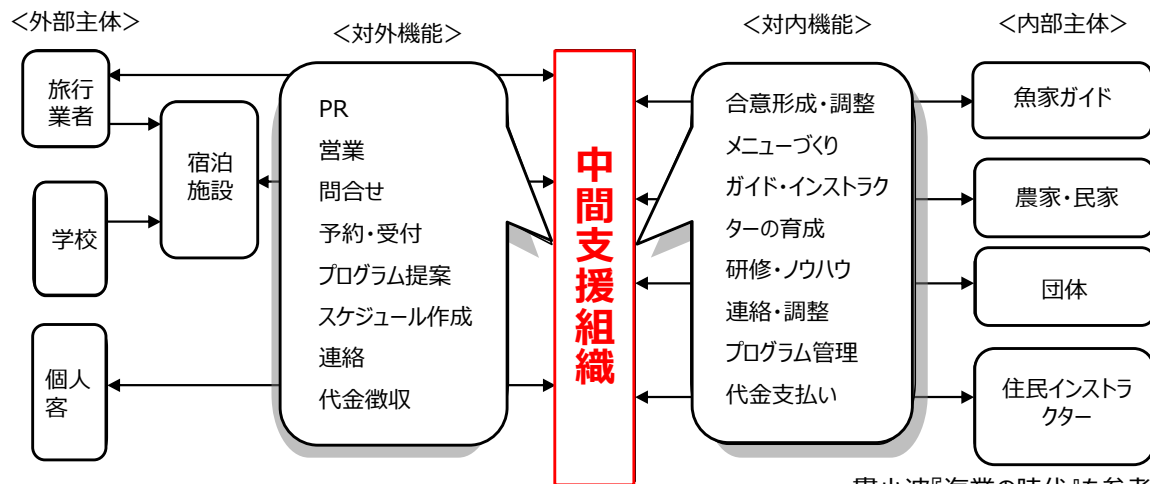 ＜外部主体＞
＜対外機能＞
＜対内機能＞
＜内部主体＞
旅行
業者
宿泊
施設
学校
個人
客
PR
営業
問合せ
予約・受付
プログラム提案
スケジュール作成
連絡
代金徴収
中間支援組織
合意形成・調整
メニューづくり
ガイド・インストラク
ターの育成
研修・ノウハウ
連絡・調整
プログラム管理
代金支払い
魚家ガイド
農家・民家
団体
住民インストラ
クター